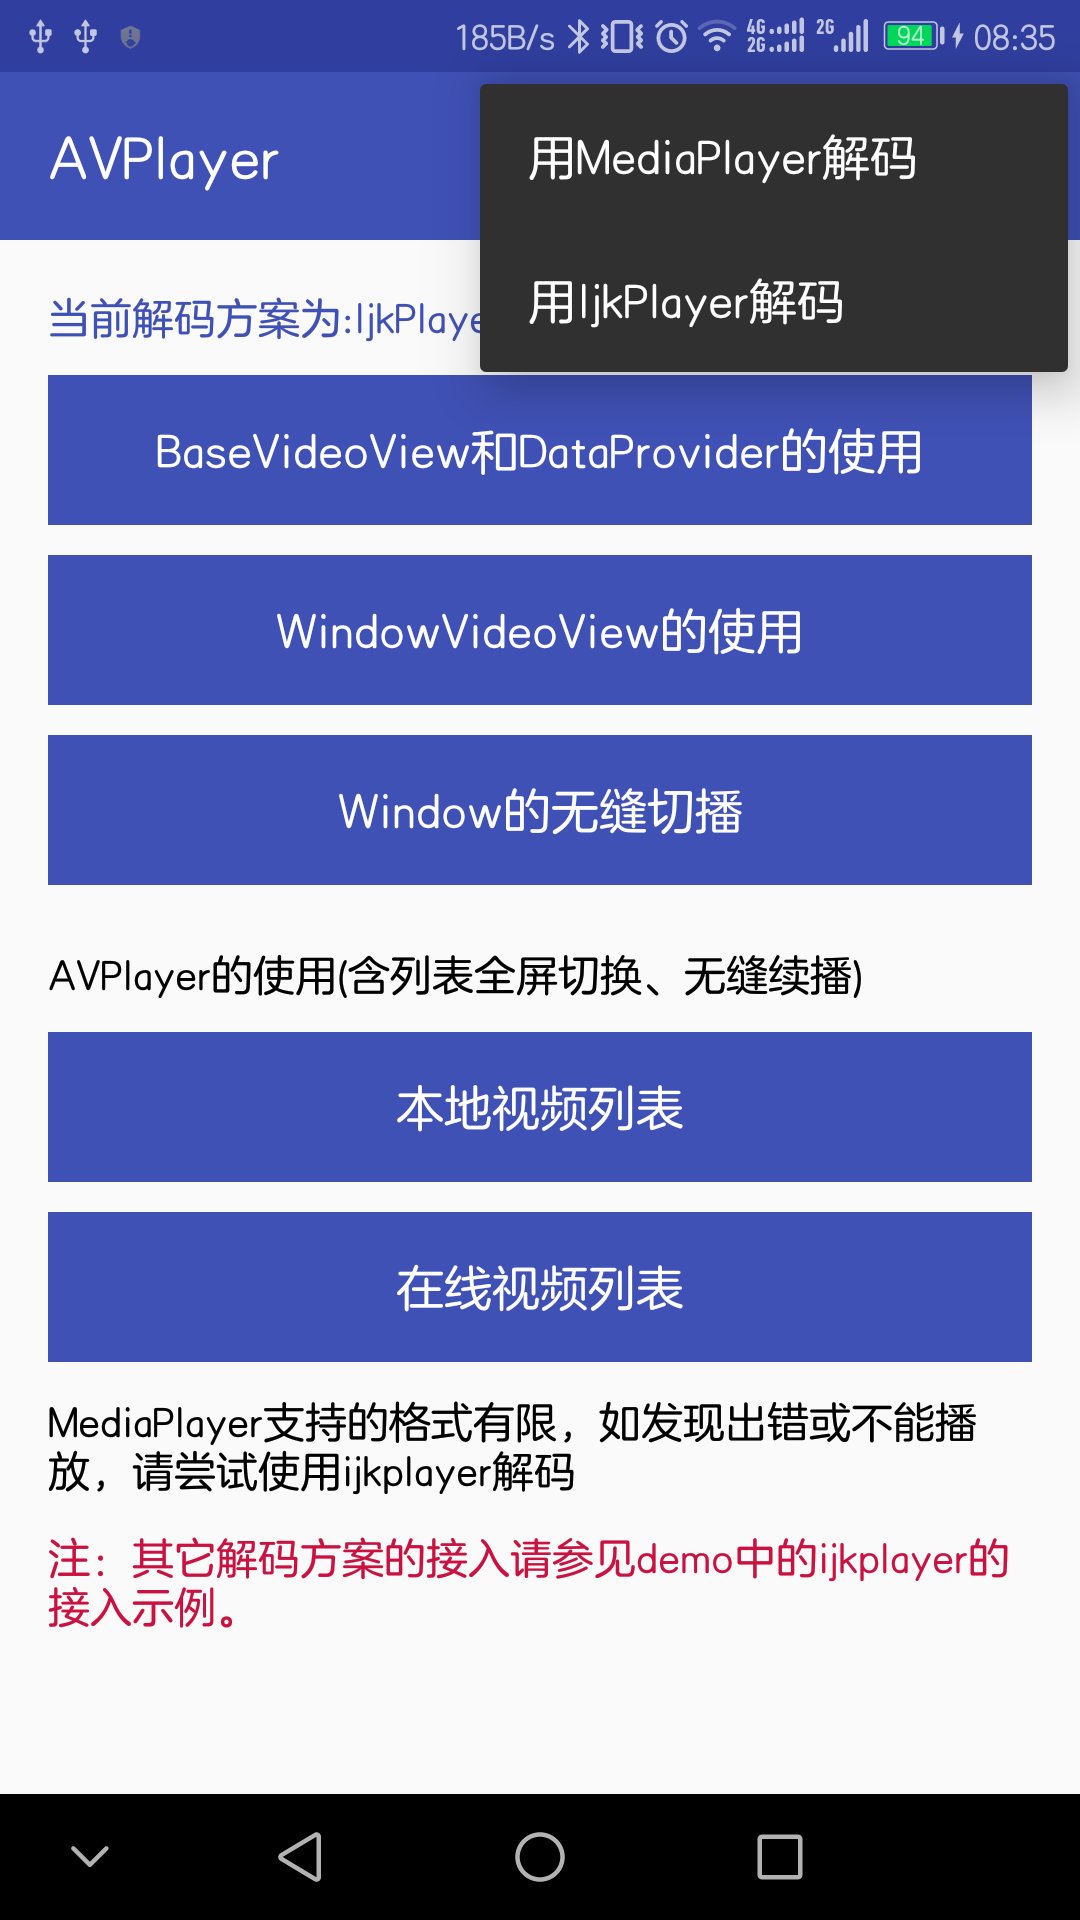 185B/s 4G 2G 2G 94 08:35
AVPlayer
用MediaPlayer解码
用IjkPlayer解码
当前解码方案为:IjkPlaye
BaseVideoView和DataProvider的使用
WindowVideoView的使用
Window的无缝切播
AVPlayer的使用(含列表全屏切换、无缝续播)
本地视频列表
在线视频列表
MediaPlayer支持的格式有限，如发现出错或不能播
放，请尝试使用ijkplayer解码
注：其它解码方案的接入请参见demo中的ijkplayer的
接入示例。